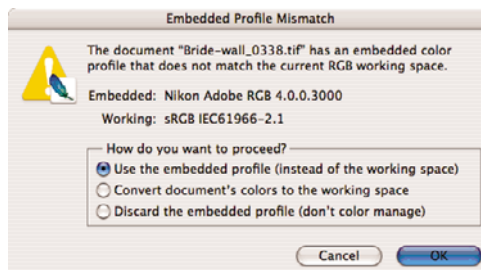 Embedded Profile Mismatch
The document "Bride-wall_0338.tif" has an embedded color
profile that does not match the current RGB working space.
Embedded: Nikon Adobe RGB 4.0.0.3000
Working: sRGB IEC61966-2.1
How do you want to proceed?
Use the embedded profile (instead of the working space)
Convert document's colors to the working space
Discard the embedded profile (don't color manage)
Cancel OK